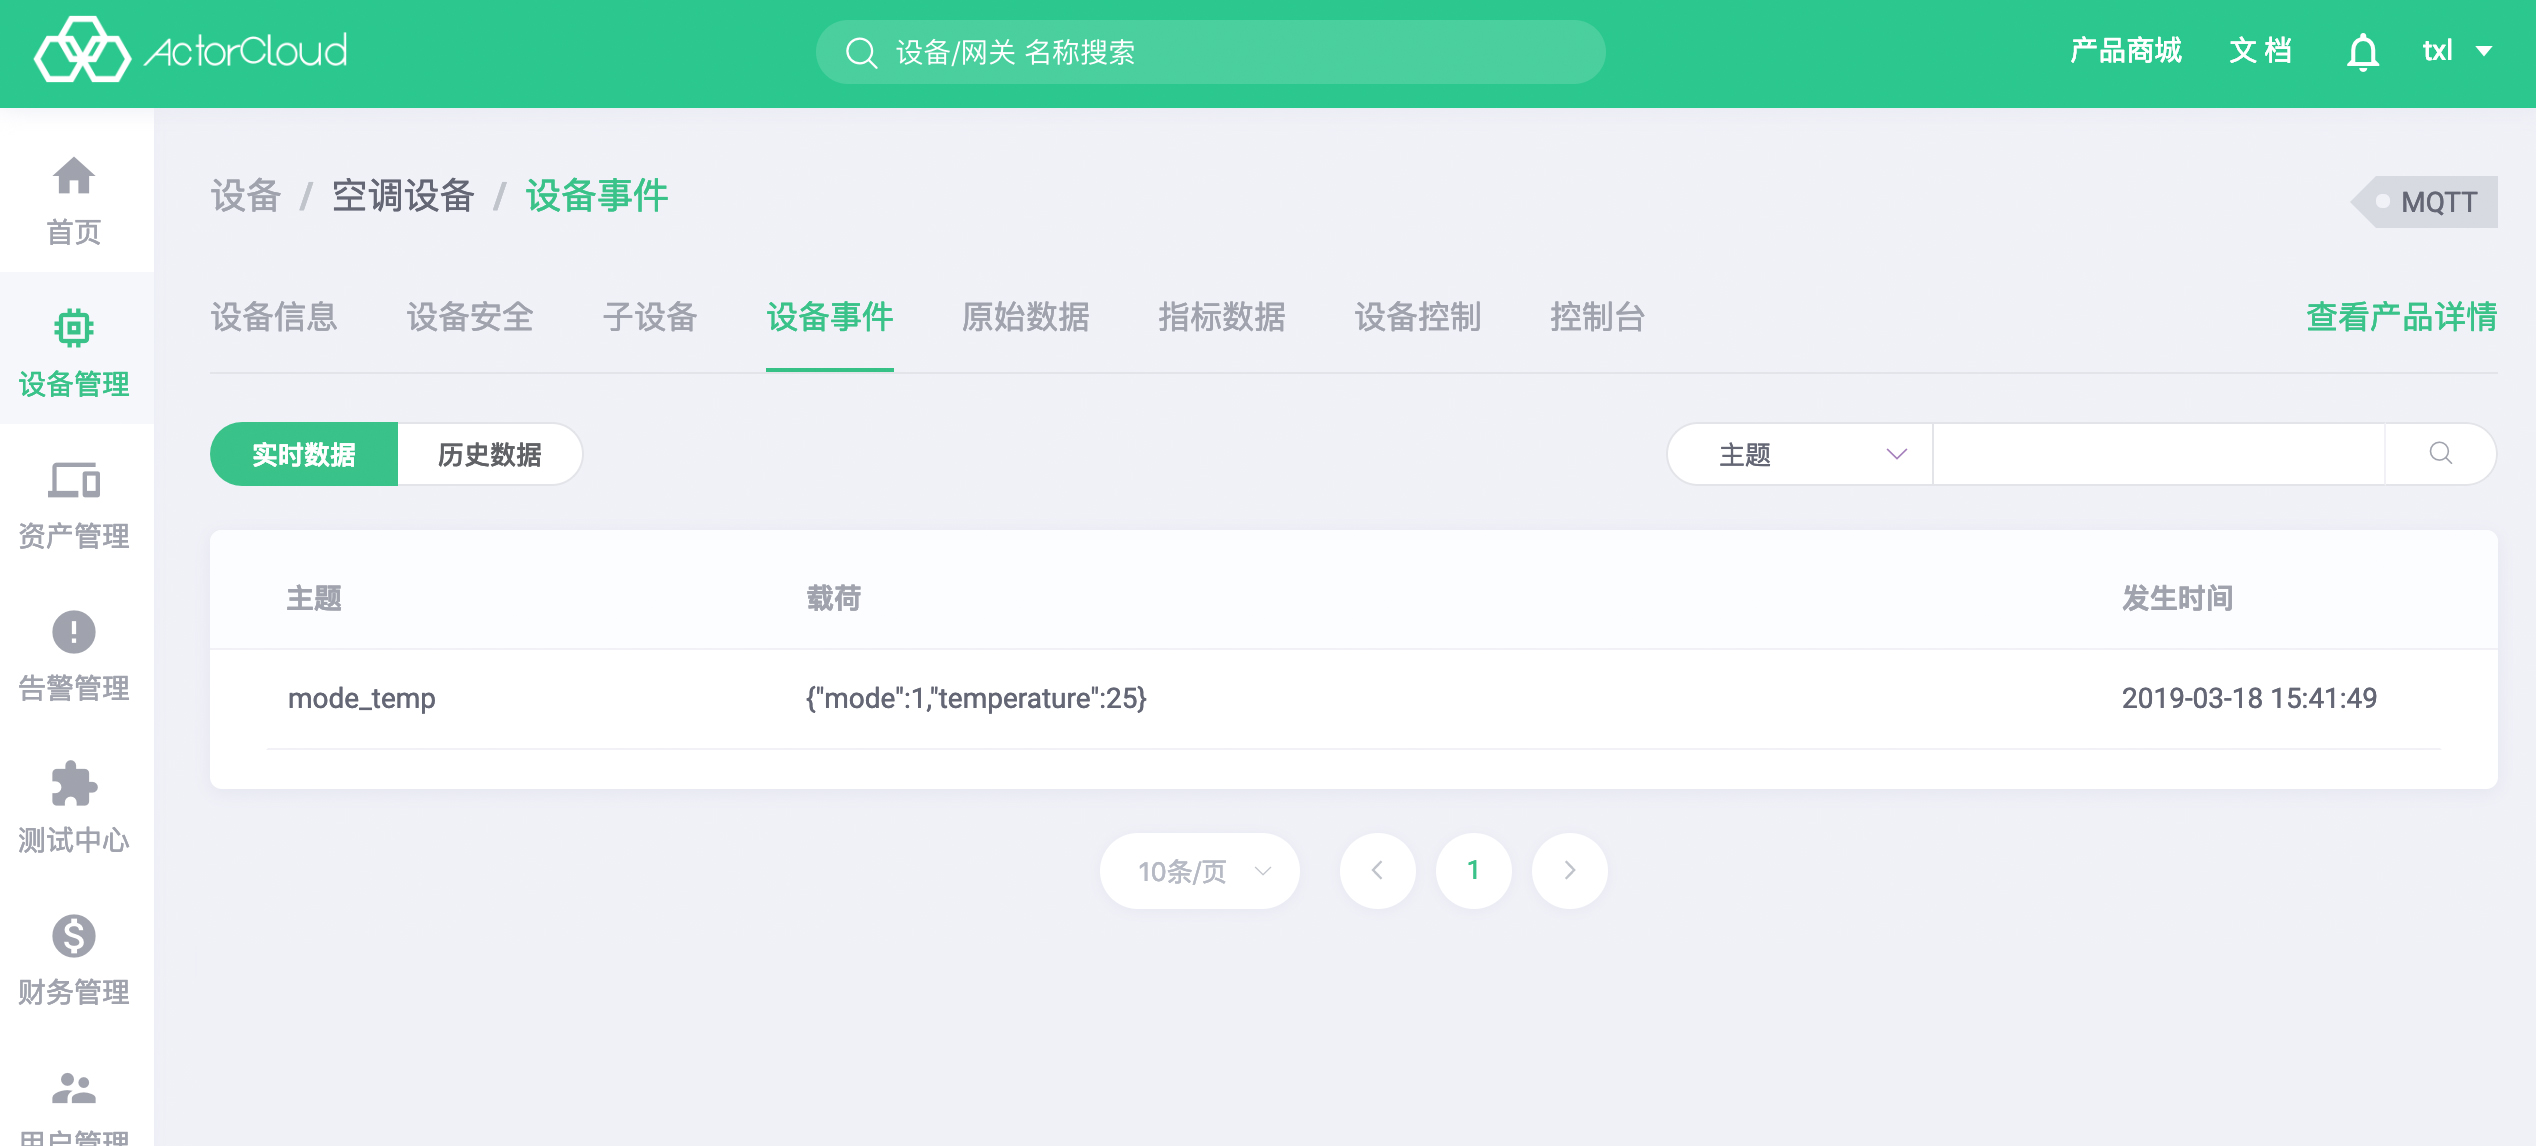 ActorCloud
设备/网关 名称搜索
产品商城 文 档 txl
首页
设备管理
资产管理
告警管理
测试中心
财务管理
用户管理
设备 / 空调设备 / 设备事件
MQTT
设备信息 设备安全 子设备 设备事件 原始数据 指标数据 设备控制 控制台 查看产品详情
实时数据 历史数据 主题
主题 载荷 发生时间
mode_temp {"mode":1,"temperature":25} 2019-03-18 15:41:49
10条/页 1